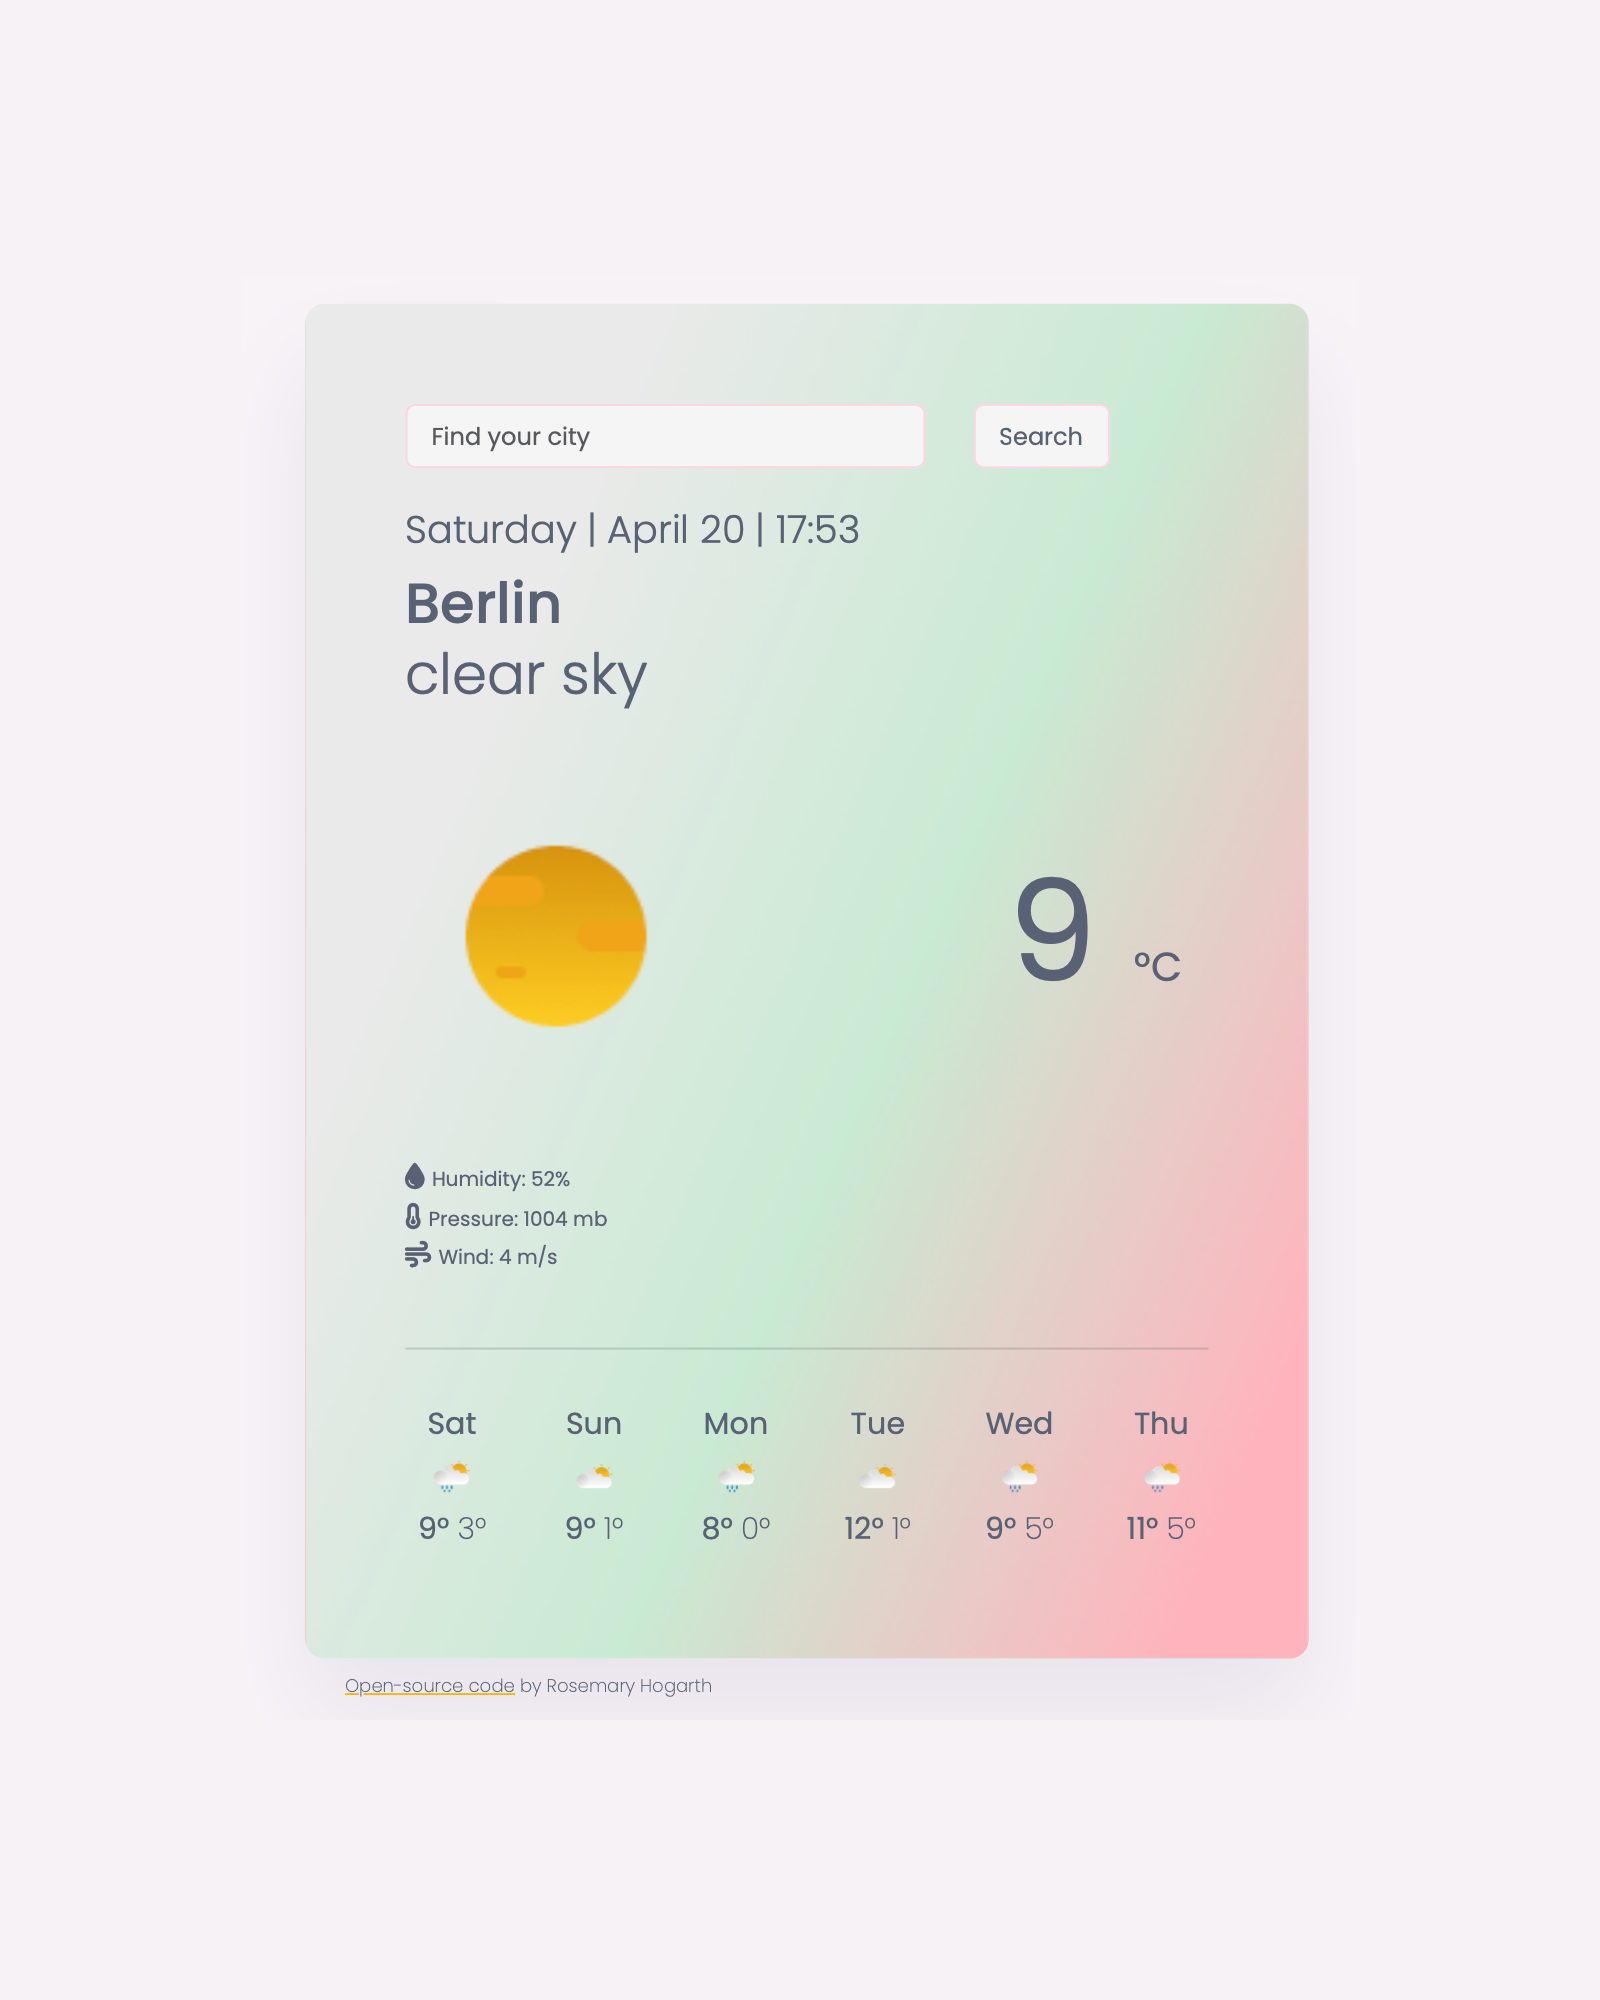 Find your city
Search
Saturday | April 20 | 17:53
Berlin
clear sky
9 °C
Humidity: 52%
Pressure: 1004 mb
Wind: 4 m/s
Sat Sun Mon Tue Wed Thu
9° 3° 9° 1° 8° 0° 12° 1° 9° 5° 11° 5°
Open-source code by Rosemary Hogarth